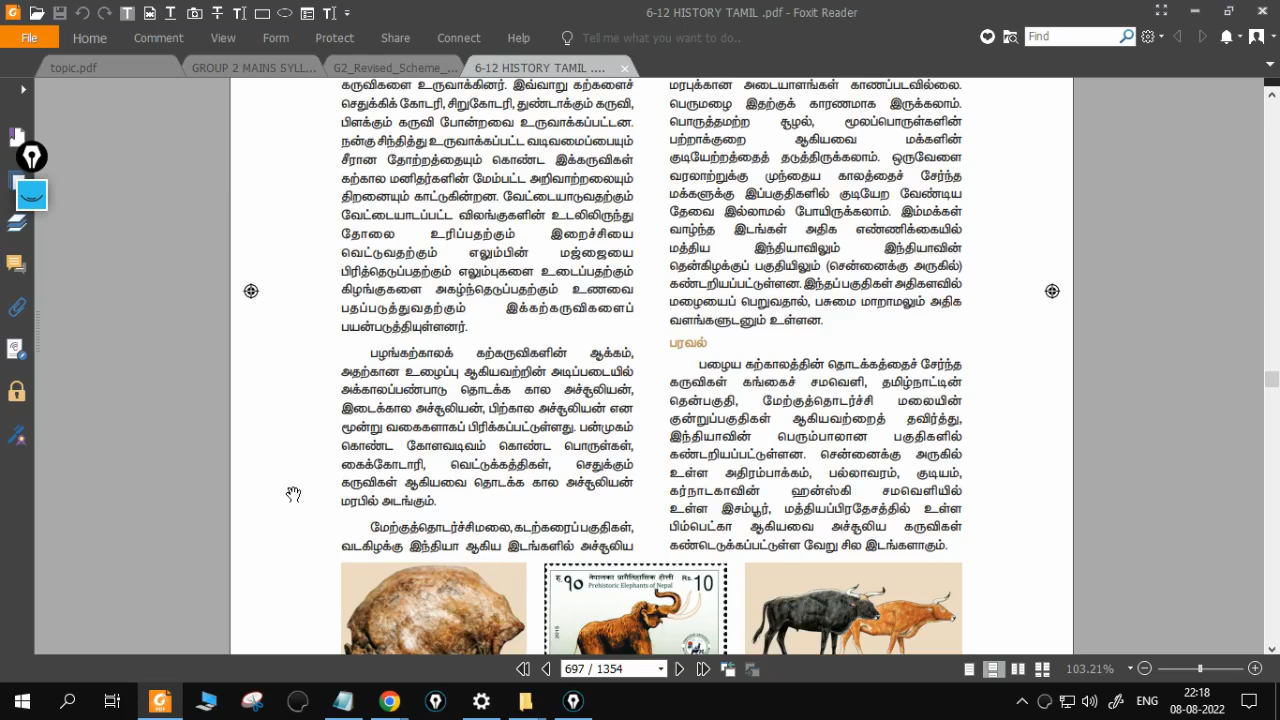 6-12 HISTORY TAMIL .pdf - Foxit Reader
File Home Comment View Form Protect Share Connect Help Tell me what you want to do.. Find
topic.pdf GROUP 2 MAINS SYLL... G2_Revised_Scheme_... 6-12 HISTORY TAMIL ....
கருவிகளை உருவாக்கினர். இவ்வாறு கற்களைச்
செதுக்கிக் கோடரி, சிறுகோடரி, துண்டாக்கும் கருவி,
பிளக்கும் கருவி போன்றவை உருவாக்கப்பட்டன.
நன்கு சிந்தித்து உருவாக்கப்பட்ட வடிவமைப்பையும்
சீரான தோற்றத்தையும் கொண்ட இக்கருவிகள்
கற்கால மனிதர்களின் மேம்பட்ட அறிவாற்றலையும்
திறனையும் காட்டுகின்றன. வேட்டையாடுவதற்கும்
வேட்டையாடப்பட்ட விலங்குகளின் உடலிலிருந்து
தோலை உரிப்பதற்கும் இறைச்சியை
வெட்டுவதற்கும் எலும்பின் மஜ்ஜையை
பிரித்தெடுப்பதற்கும் எலும்புகளை உடைப்பதற்கும்
கிழங்குகளை அகழ்ந்தெடுப்பதற்கும் உணவை
பதப்படுத்துவதற்கும் இக்கற்கருவிகளைப்
பயன்படுத்தியுள்ளனர்.
பழங்கற்காலக் கற்கருவிகளின் ஆக்கம்,
அதற்கான உழைப்பு ஆகியவற்றின் அடிப்படையில்
அக்காலப்பண்பாடு தொடக்க கால அச்சூலியன்,
இடைக்கால அச்சூலியன், பிற்கால அச்சூலியன் என
மூன்று வகைகளாகப் பிரிக்கப்பட்டுள்ளது. பன்முகம்
கொண்ட கோளவடிவம் கொண்ட பொருள்கள்,
கைக்கோடாரி, வெட்டுக்கத்திகள், செதுக்கும்
கருவிகள் ஆகியவை தொடக்க கால அச்சூலியன்
மரபில் அடங்கும்.
மேற்குத்தொடர்ச்சிமலை, கடற்கரைப் பகுதிகள்,
வடகிழக்கு இந்தியா ஆகிய இடங்களில் அச்சூலிய
மரபுக்கான அடையாளங்கள் காணப்படவில்லை.
பெருமழை இதற்குக் காரணமாக இருக்கலாம்.
பொருத்தமற்ற சூழல், மூலப்பொருள்களின்
பற்றாக்குறை ஆகியவை மக்களின்
குடியேற்றத்தைத் தடுத்திருக்கலாம். ஒருவேளை
வரலாற்றுக்கு முந்தைய காலத்தைச் சேர்ந்த
மக்களுக்கு இப்பகுதிகளில் குடியேற வேண்டிய
தேவை இல்லாமல் போயிருக்கலாம். இம்மக்கள்
வாழ்ந்த இடங்கள் அதிக எண்ணிக்கையில்
மத்திய இந்தியாவிலும் இந்தியாவின்
தென்கிழக்குப் பகுதியிலும் (சென்னைக்கு அருகில்)
கண்டறியப்பட்டுள்ளன. இந்தப் பகுதிகள் அதிகளவில்
மழையைப் பெறுவதால், பசுமை மாறாமலும் அதிக
வளங்களுடனும் உள்ளன.
பரவல்
பழைய கற்காலத்தின் தொடக்கத்தைச் சேர்ந்த
கருவிகள் கங்கைச் சமவெளி, தமிழ்நாட்டின்
தென்பகுதி, மேற்குத்தொடர்ச்சி மலையின்
குன்றுப்பகுதிகள் ஆகியவற்றைத் தவிர்த்து,
இந்தியாவின் பெரும்பாலான பகுதிகளில்
கண்டறியப்பட்டுள்ளன. சென்னைக்கு அருகில்
உள்ள அதிரம்பாக்கம், பல்லாவரம், குடியம்,
கர்நாடகாவின் ஹன்ஸ்கி சமவெளியில்
உள்ள இசம்பூர், மத்தியப்பிரதேசத்தில் உள்ள
பிம்பெட்கா ஆகியவை அச்சூலிய கருவிகள்
கண்டெடுக்கப்பட்டுள்ள வேறு சில இடங்களாகும்.
रु.१० नेपालका प्रागैतिहासिक हात्ती Rs.10
Prehistoric Elephants of Nepal
2015
697 / 1354
103.21%
ENG
22:18
08-08-2022